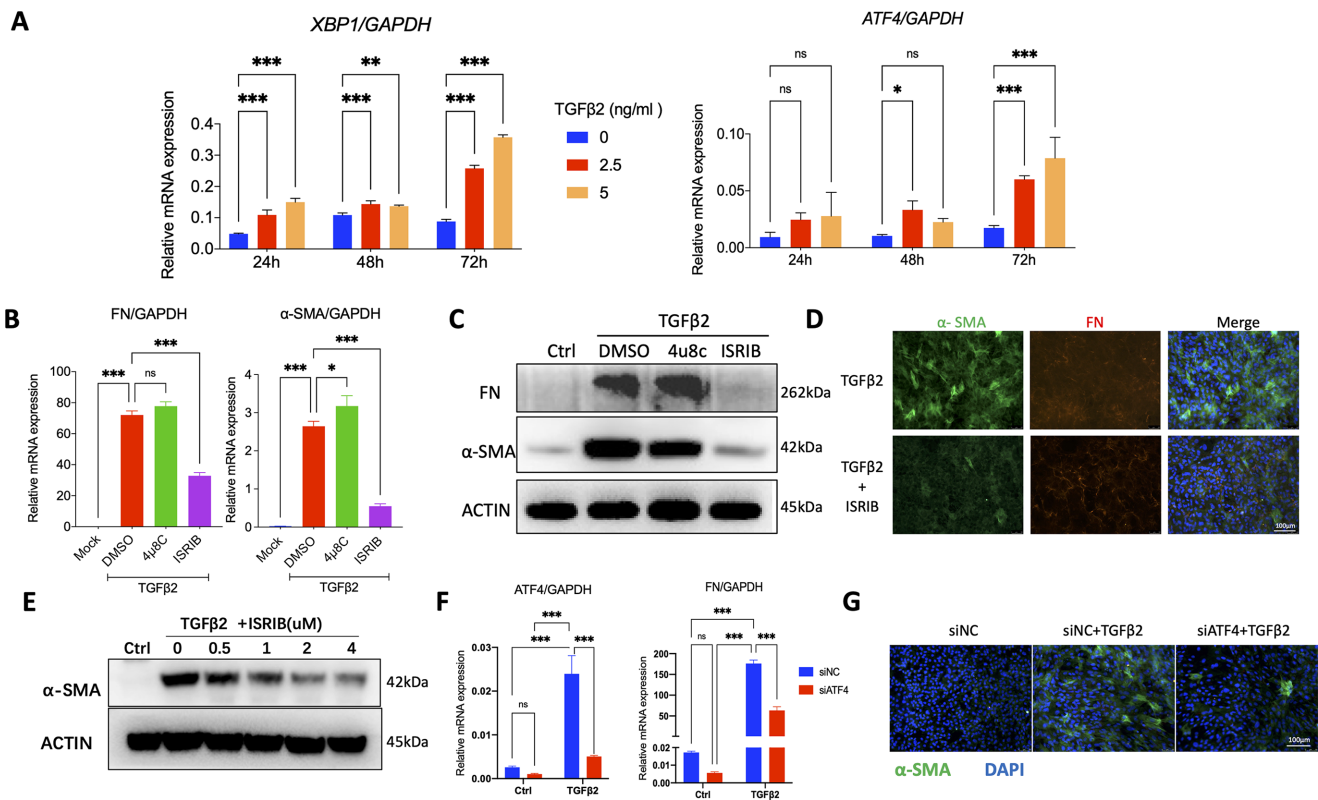 A
XBP1/GAPDH
ATF4/GAPDH
*** ** ***
*** *** ***
ns ns ***
ns * ***
Relative mRNA expression
0.4
0.3
0.2
0.1
0.0
24h 48h 72h
TGFβ2 (ng/ml )
0
2.5
5
Relative mRNA expression
0.10
0.05
0.00
24h 48h 72h
B
FN/GAPDH
***
*** ns
Relative mRNA expression
100
80
60
40
20
0
Mock DMSO 4μ8C ISRIB
TGFβ2
α-SMA/GAPDH
***
*** *
Relative mRNA expression
5
4
3
2
1
0
Mock DMSO 4μ8C ISRIB
TGFβ2
C
TGFβ2
Ctrl DMSO 4u8c ISRIB
FN 262kDa
α-SMA 42kDa
ACTIN 45kDa
D
α- SMA FN Merge
TGFβ2
TGFβ2
+
ISRIB
100μm
E
TGFβ2 +ISRIB(uM)
Ctrl 0 0.5 1 2 4
α-SMA 42kDa
ACTIN 45kDa
F
ATF4/GAPDH
***
*** ***
ns
Relative mRNA expression
0.03
0.02
0.01
0.00
Ctrl TGFβ2
FN/GAPDH
***
ns *** ***
Relative mRNA expression
200
150
100
50
0.02
0.01
0.00
Ctrl TGFβ2
siNC
siATF4
G
siNC siNC+TGFβ2 siATF4+TGFβ2
100μm
α-SMA DAPI